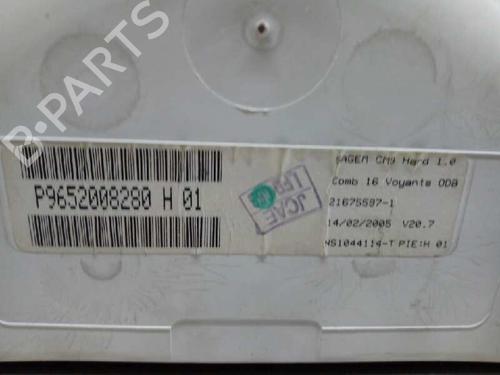 B-PARTS
P9652008280 H 01
JCAE
SAGEM CM9 Hard 1.0
Comb 16 Voyants ODB
21675597-1
14/02/2005 V20.7
NS1044114-T PIE:H 01